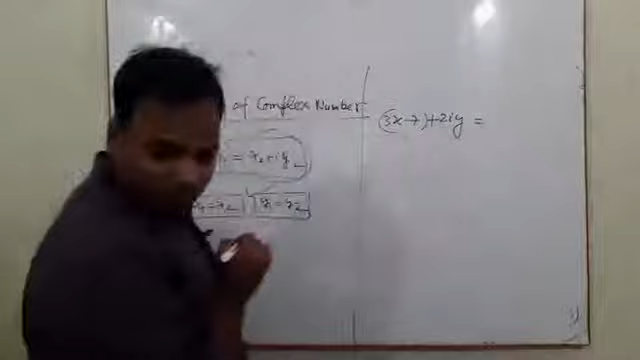 of Complex Number
(3x-7)+2iy =
= x₂+iy₂
x₁=x₂ y₁=y₂